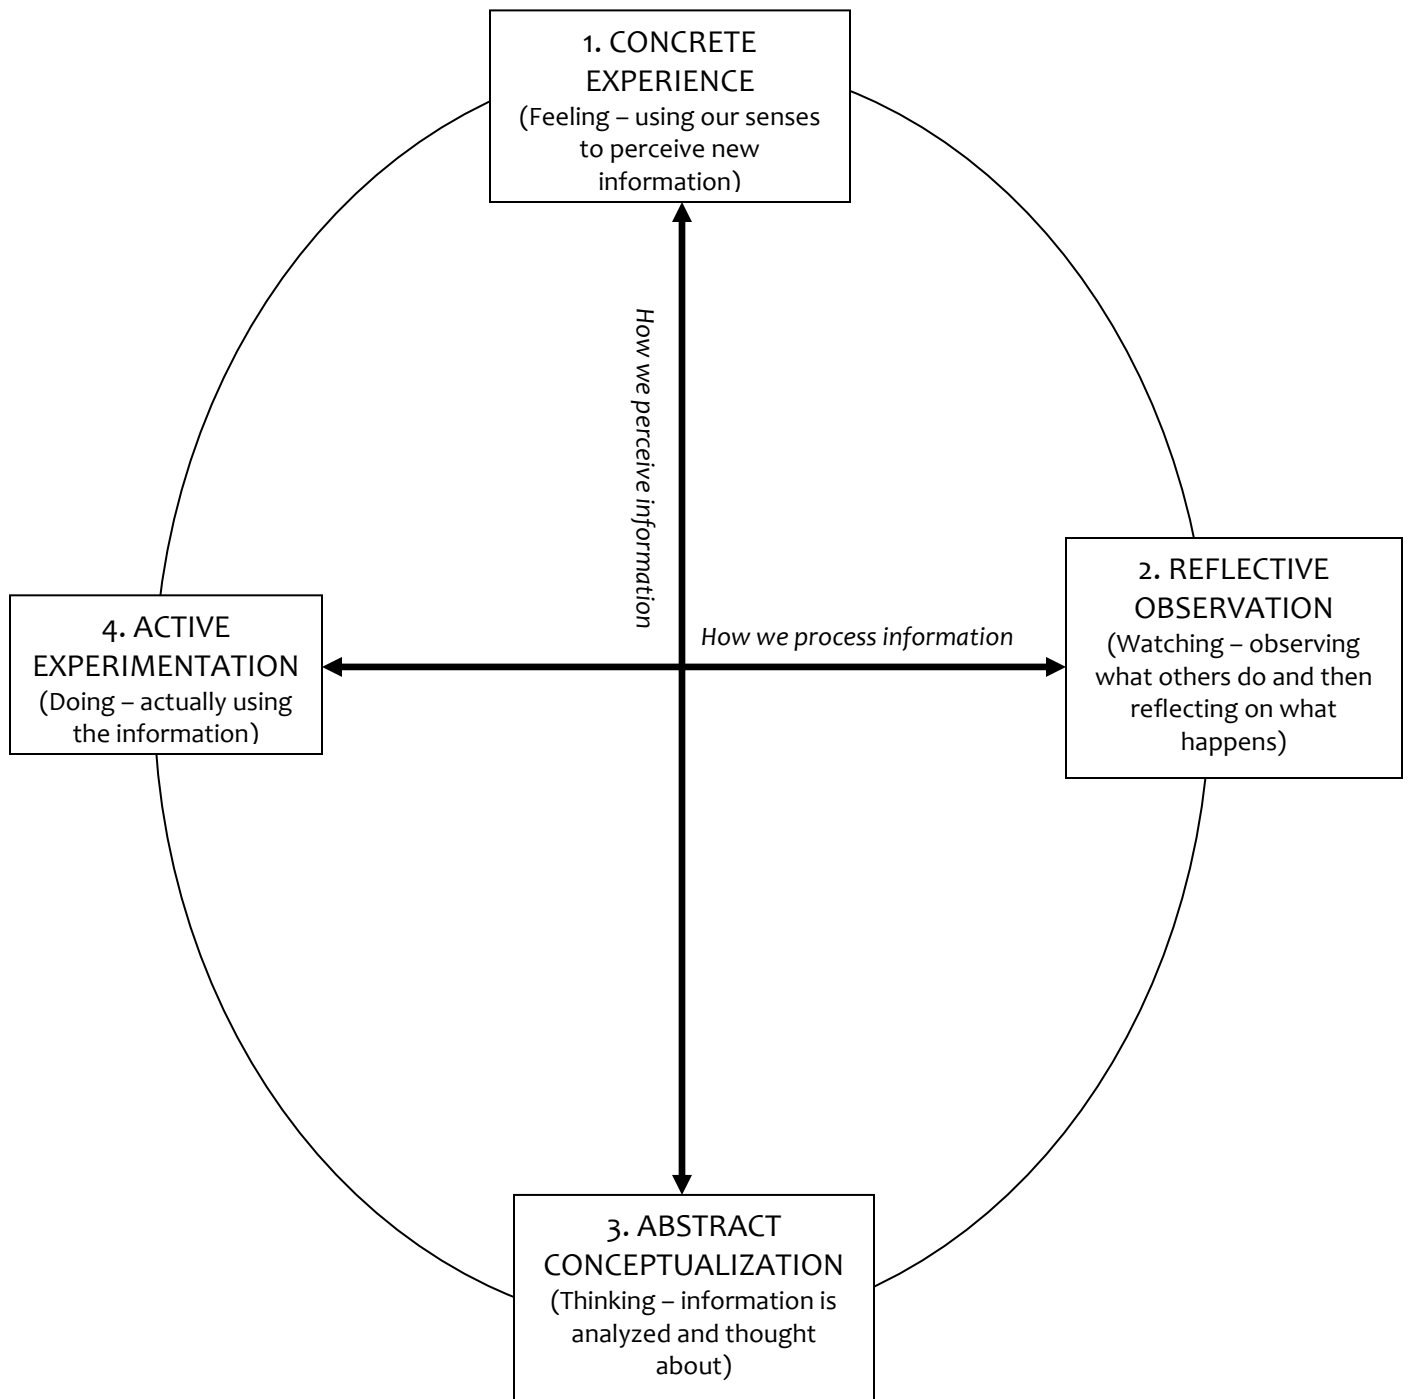 1. CONCRETE
EXPERIENCE
(Feeling – using our senses
to perceive new
information)
How we perceive information
2. REFLECTIVE
OBSERVATION
(Watching – observing
what others do and then
reflecting on what
happens)
How we process information
4. ACTIVE
EXPERIMENTATION
(Doing – actually using
the information)
3. ABSTRACT
CONCEPTUALIZATION
(Thinking – information is
analyzed and thought
about)